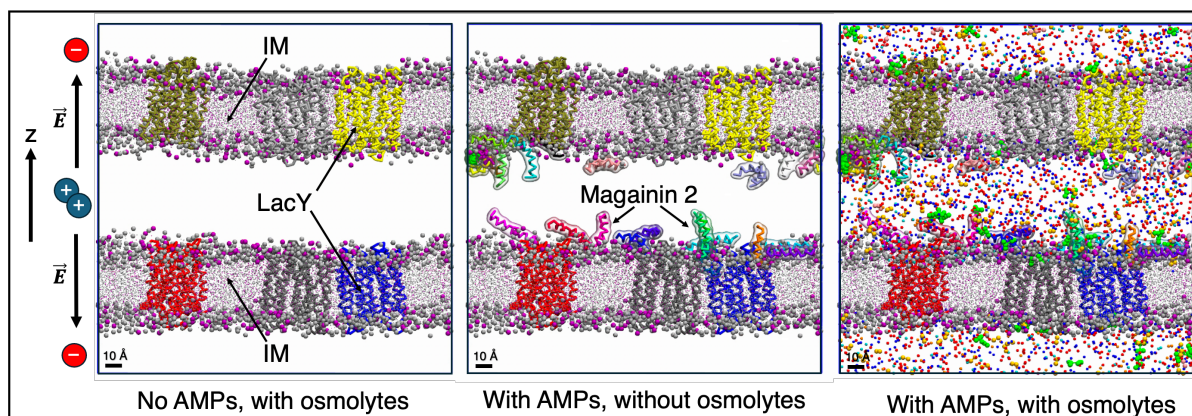 −
IM
E
z
+
+
LacY
Magainin 2
E
IM
−
10 Å
10 Å
10 Å
No AMPs, with osmolytes
With AMPs, without osmolytes
With AMPs, with osmolytes